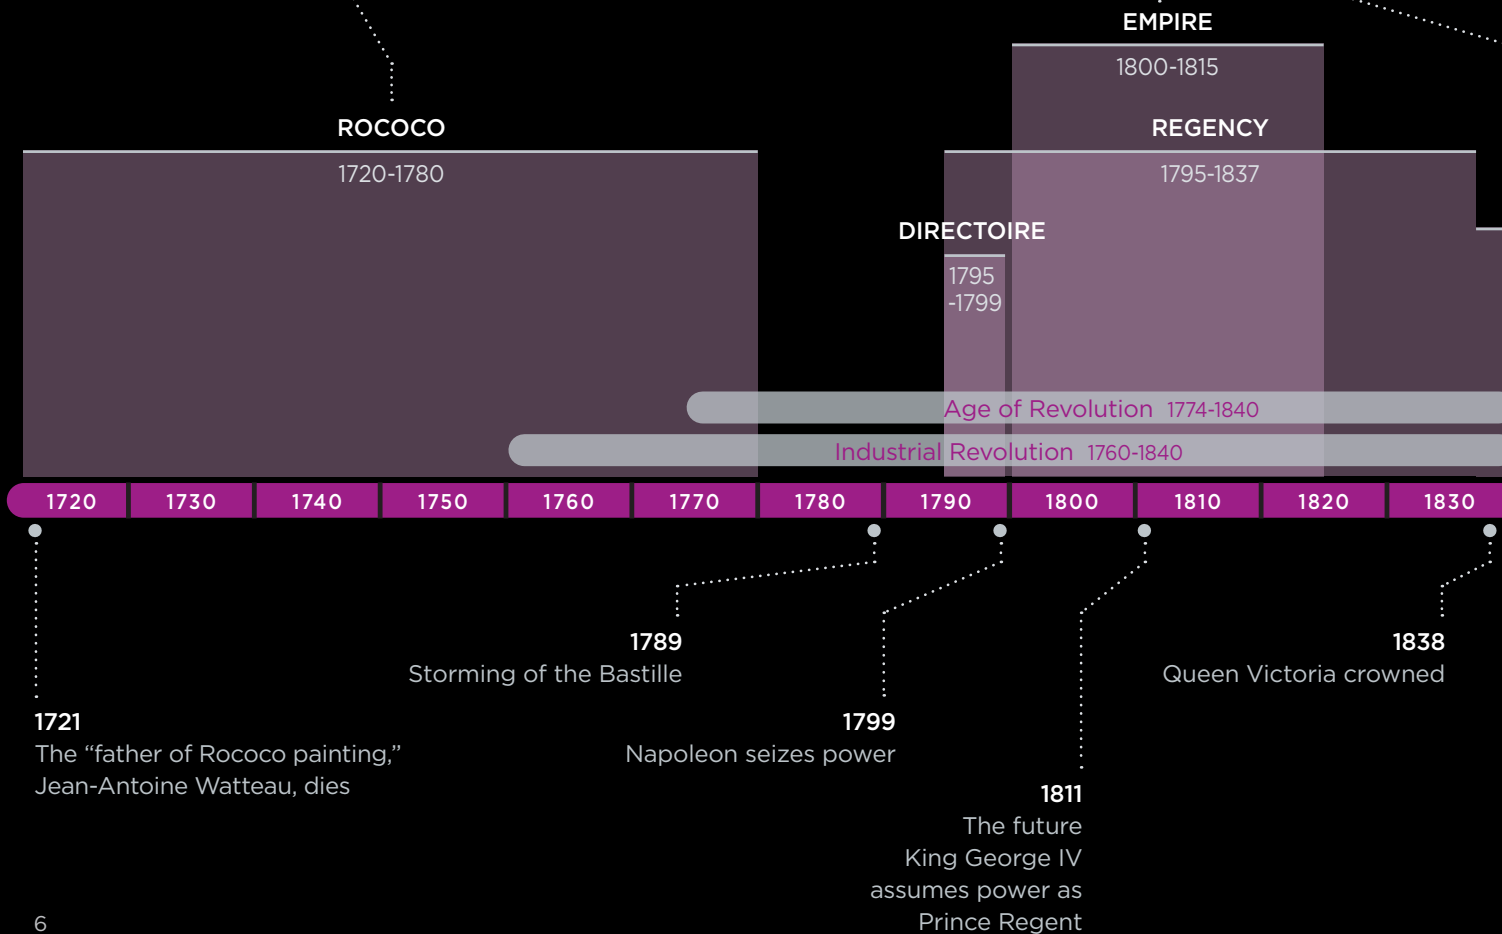 EMPIRE
1800-1815
ROCOCO
1720-1780
REGENCY
1795-1837
DIRECTOIRE
1795
-1799
Age of Revolution 1774-1840
Industrial Revolution 1760-1840
1720 1730 1740 1750 1760 1770 1780 1790 1800 1810 1820 1830
1789
Storming of the Bastille
1838
Queen Victoria crowned
1721
The “father of Rococo painting,”
Jean-Antoine Watteau, dies
1799
Napoleon seizes power
1811
The future
King George IV
assumes power as
Prince Regent
6